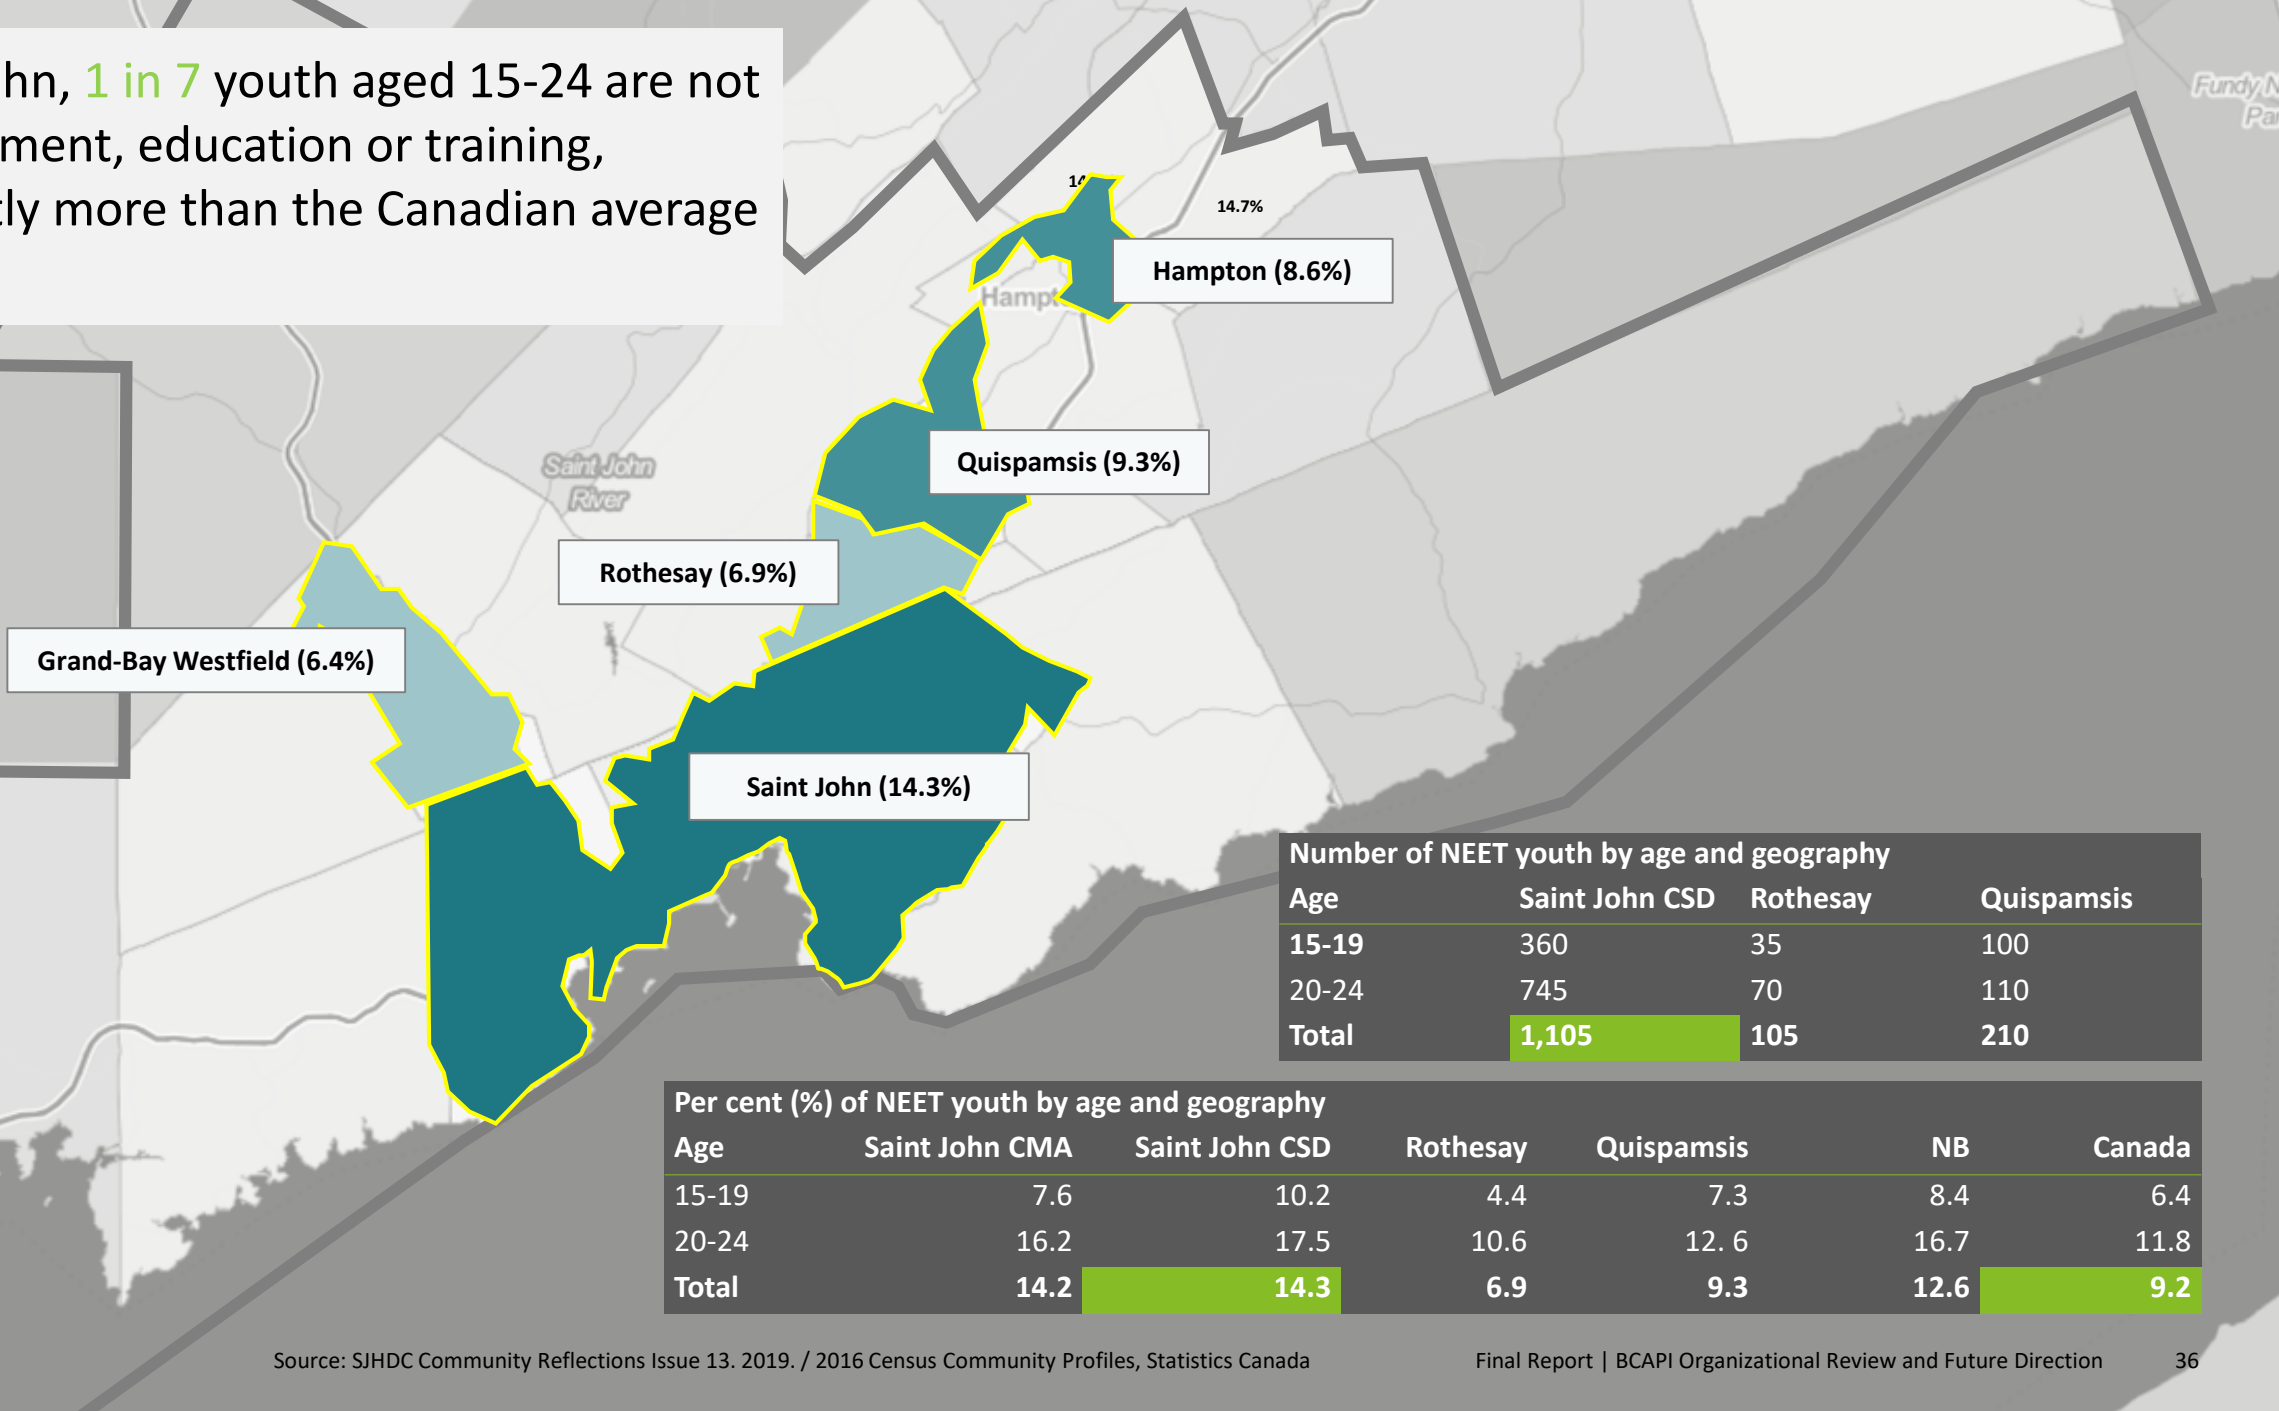 hn, 1 in 7 youth aged 15-24 are not
ment, education or training,
tly more than the Canadian average
Fundy N
Par
14.7%
Hampton (8.6%)
Hampt
Quispamsis (9.3%)
Saint John
River
Rothesay (6.9%)
Grand-Bay Westfield (6.4%)
Saint John (14.3%)
Number of NEET youth by age and geography
Age Saint John CSD Rothesay Quispamsis
15-19 360 35 100
20-24 745 70 110
Total 1,105 105 210
Per cent (%) of NEET youth by age and geography
Age Saint John CMA Saint John CSD Rothesay Quispamsis NB Canada
15-19 7.6 10.2 4.4 7.3 8.4 6.4
20-24 16.2 17.5 10.6 12. 6 16.7 11.8
Total 14.2 14.3 6.9 9.3 12.6 9.2
Source: SJHDC Community Reflections Issue 13. 2019. / 2016 Census Community Profiles, Statistics Canada
Final Report | BCAPI Organizational Review and Future Direction 36